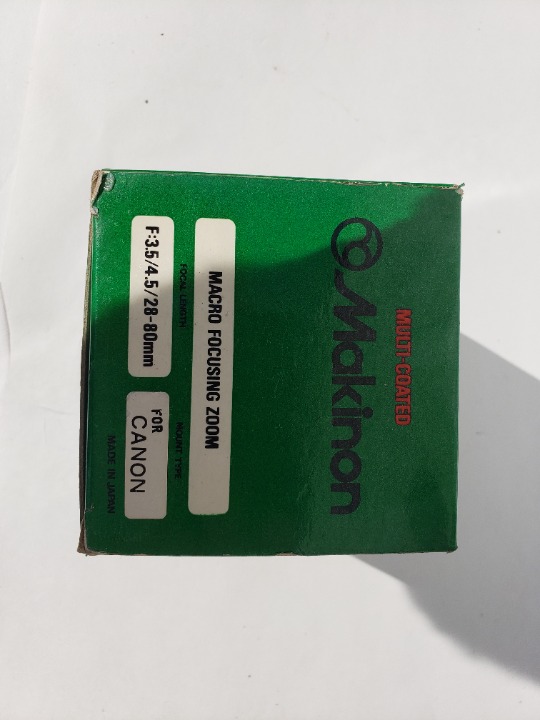 MULTI-COATED
Makinon
MACRO FOCUSING ZOOM
FOCAL LENGTH
MOUNT TYPE
F:3.5/4.5/28-80mm
FOR
CANON
MADE IN JAPAN